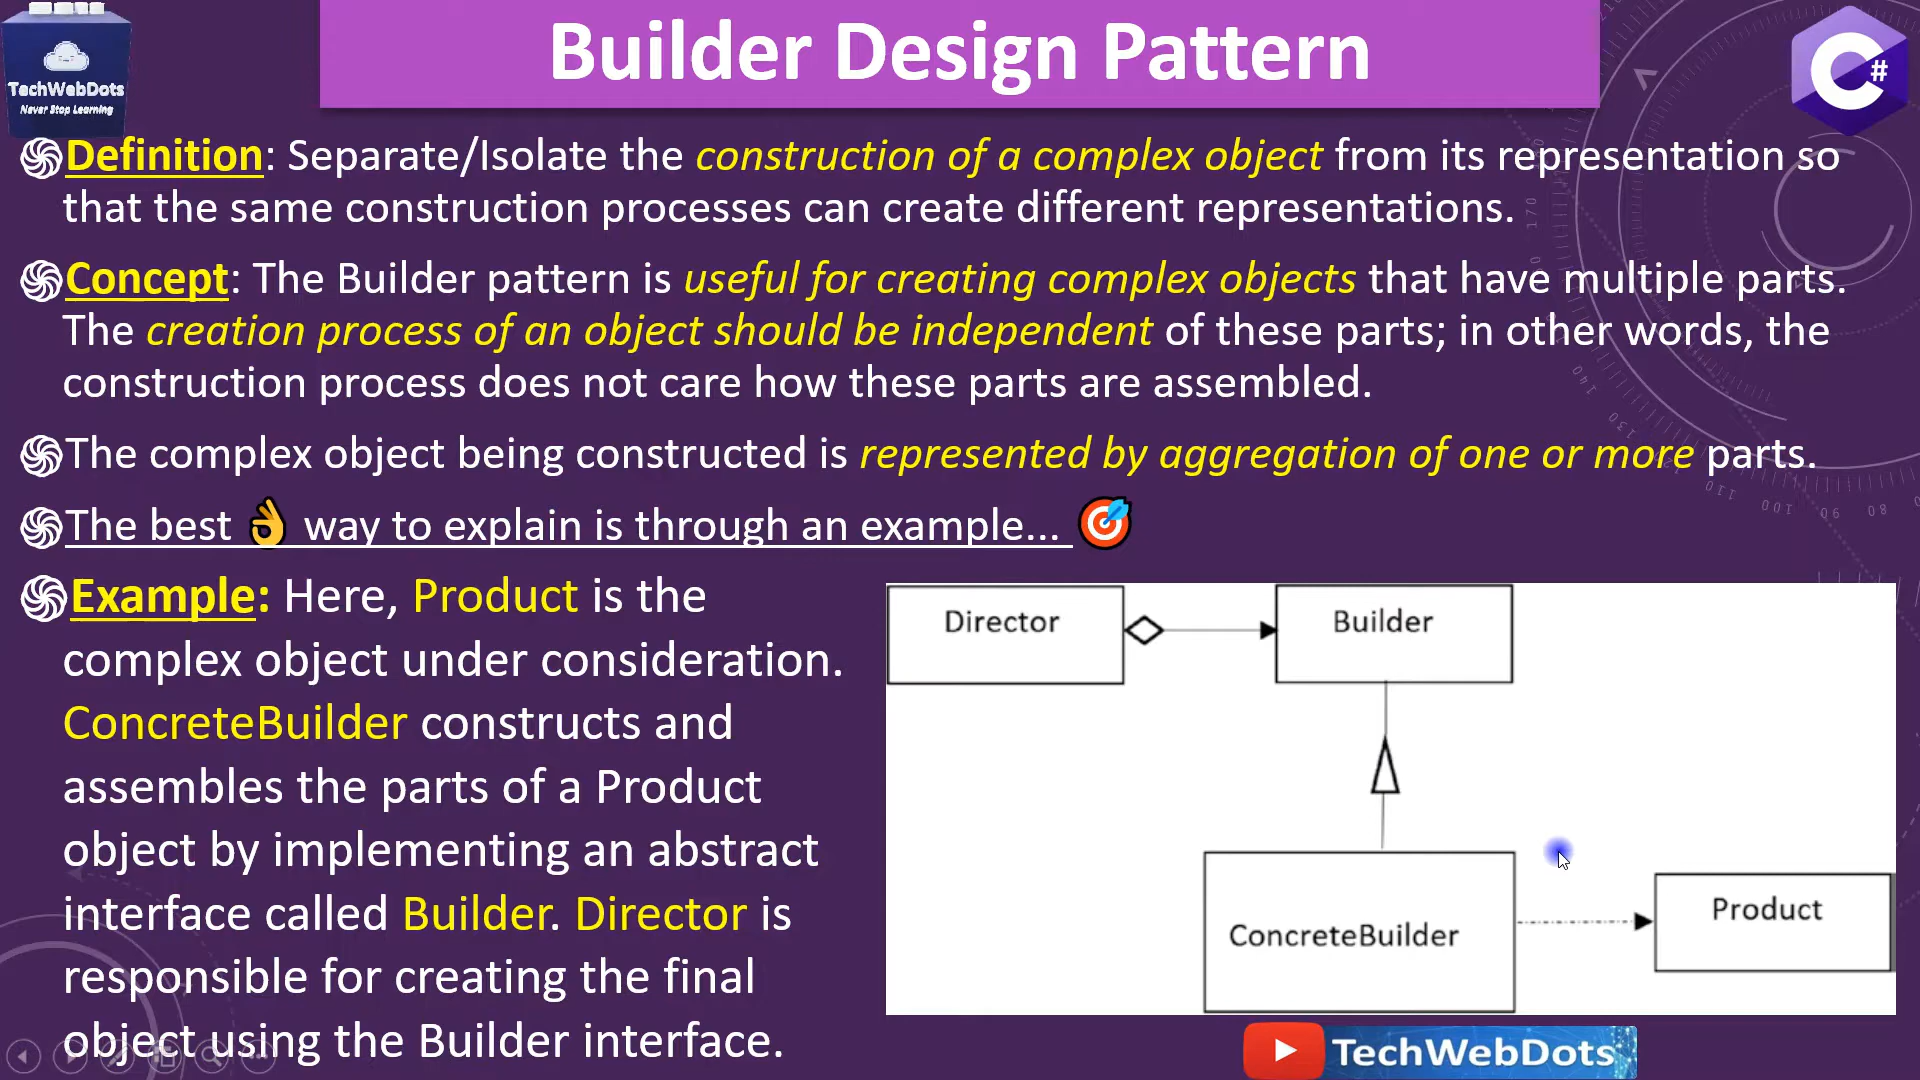 Builder Design Pattern
TechWebDots
Never Stop Learning
C#
Definition: Separate/Isolate the construction of a complex object from its representation so
that the same construction processes can create different representations.
Concept: The Builder pattern is useful for creating complex objects that have multiple parts.
The creation process of an object should be independent of these parts; in other words, the
construction process does not care how these parts are assembled.
The complex object being constructed is represented by aggregation of one or more parts.
The best 👌 way to explain is through an example... 🎯
Example: Here, Product is the
complex object under consideration.
ConcreteBuilder constructs and
assembles the parts of a Product
object by implementing an abstract
interface called Builder. Director is
responsible for creating the final
object using the Builder interface.
Director
Builder
ConcreteBuilder
Product
TechWebDots